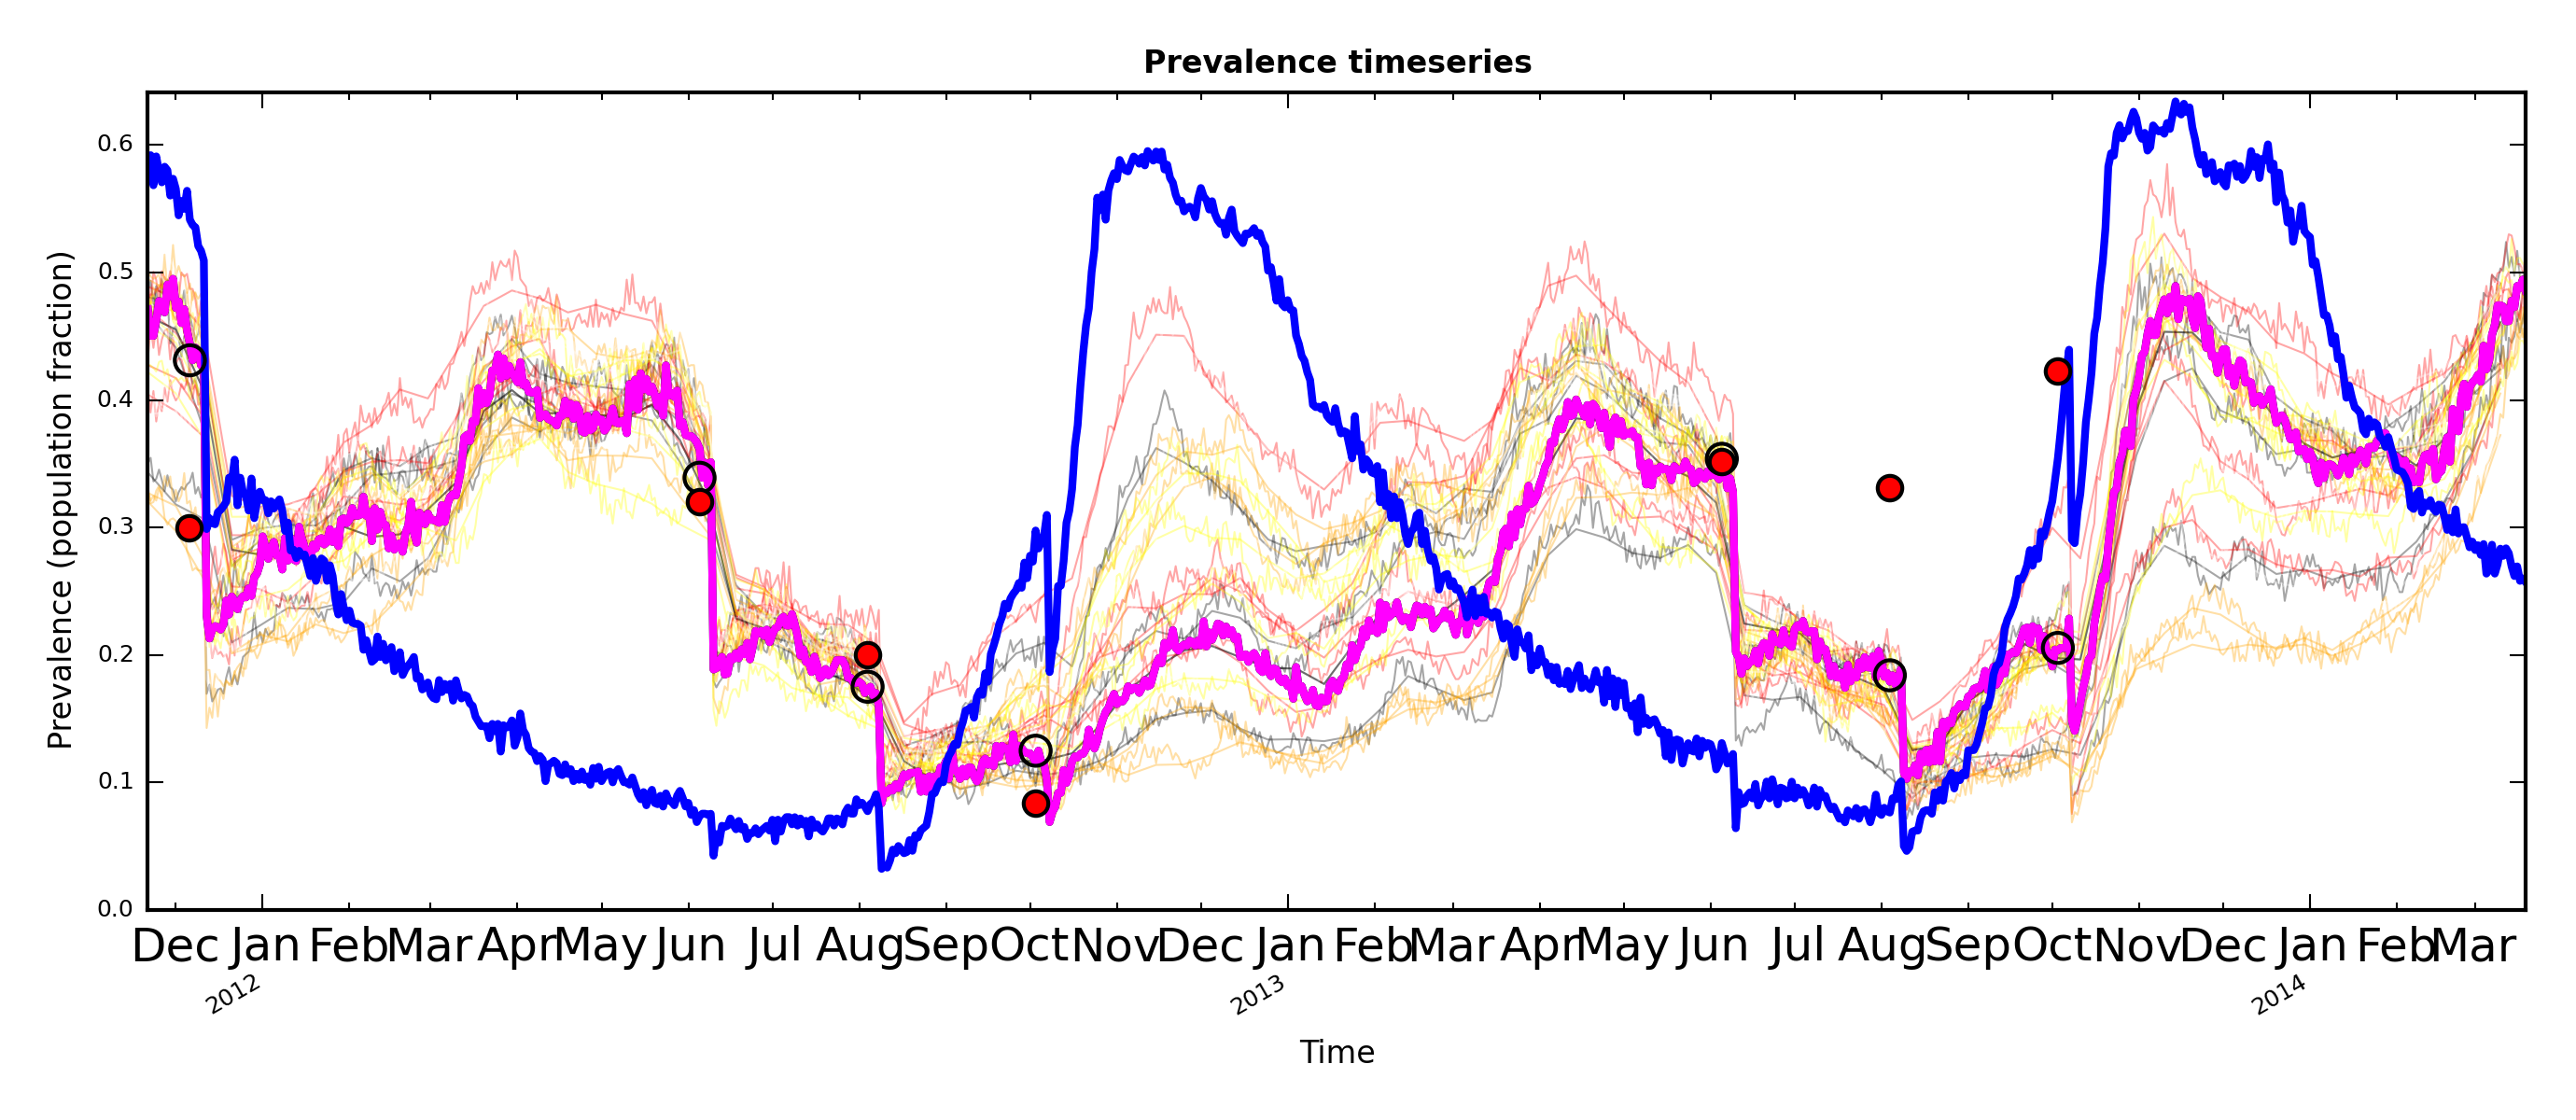 Prevalence timeseries
Prevalence (population fraction)
0.6
0.5
0.4
0.3
0.2
0.1
0.0
Dec Jan Feb Mar Apr May Jun Jul Aug Sep Oct Nov Dec Jan Feb Mar Apr May Jun Jul Aug Sep Oct Nov Dec Jan Feb Mar
2012 2013 2014
Time